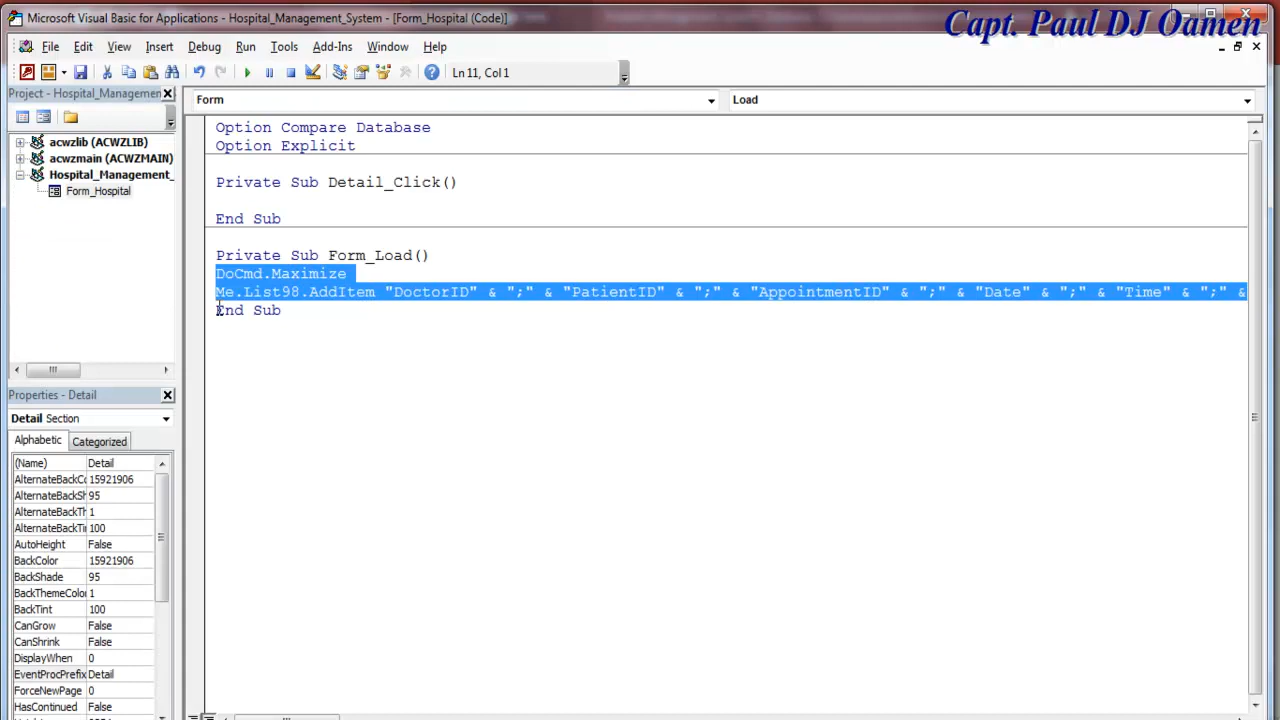 Microsoft Visual Basic for Applications - Hospital_Management_System - [Form_Hospital (Code)]
Capt. Paul DJ Oamen
File Edit View Insert Debug Run Tools Add-Ins Window Help
Ln 11, Col 1
Project - Hospital_Managemen
Form Load
acwzlib (ACWZLIB)
acwzmain (ACWZMAIN)
Hospital_Management_
Form_Hospital
Option Compare Database
Option Explicit
Private Sub Detail_Click()
End Sub
Private Sub Form_Load()
DoCmd.Maximize
Me.List98.AddItem "DoctorID" & ";" & "PatientID" & ";" & "AppointmentID" & ";" & "Date" & ";" & "Time" & ";" &
End Sub
Properties - Detail
Detail Section
Alphabetic Categorized
(Name) Detail
AlternateBackCo 15921906
AlternateBackSh 95
AlternateBackTh 1
AlternateBackTin 100
AutoHeight False
BackColor 15921906
BackShade 95
BackThemeColor 1
BackTint 100
CanGrow False
CanShrink False
DisplayWhen 0
EventProcPrefix Detail
ForceNewPage 0
HasContinued False